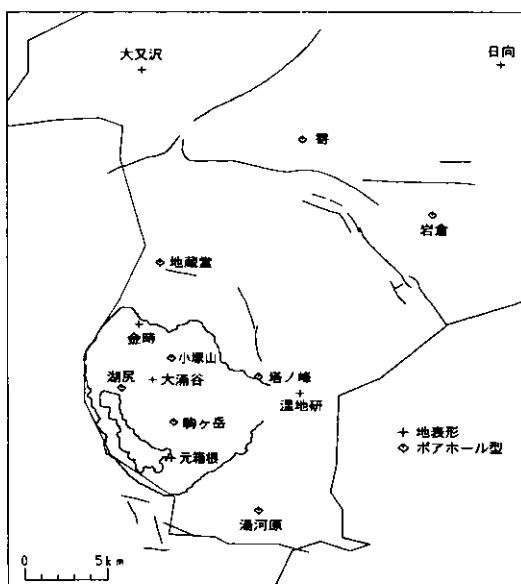 大又沢
日向
寄
岩倉
地蔵堂
金時
小塚山
湖尻
大涌谷
塔ノ峰
温地研
駒ヶ岳
地表形
ボアホール型
元箱根
湯河原
0 5km